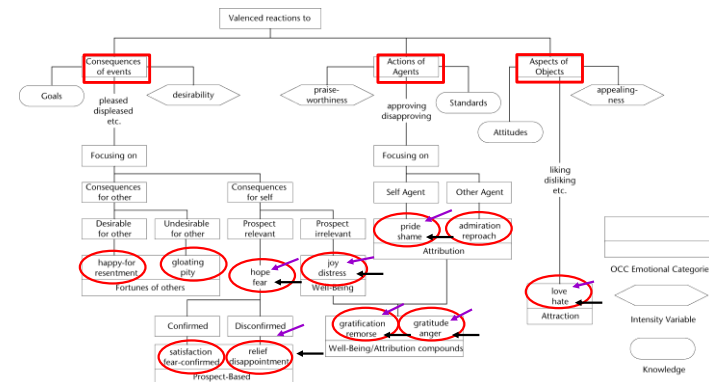 Valenced reactions to
Consequences
of events
Actions of
Agents
Aspects of
Objects
Goals
desirability
pleased
displeased
etc.
praise-
worthiness
Standards
approving
disapproving
Attitudes
appealing-
ness
liking
disliking
etc.
Focusing on
Focusing on
Consequences
for other
Consequences
for self
Self Agent
Other Agent
Desirable
for other
Undesirable
for other
Prospect
relevant
Prospect
irrelevant
pride
shame
admiration
reproach
Attribution
happy-for
resentment
gloating
pity
Fortunes of others
hope
fear
joy
distress
Well-Being
love
hate
Attraction
OCC Emotional Categorie
Intensity Variable
Knowledge
Confirmed
Disconfirmed
gratification
remorse
gratitude
anger
Well-Being/Attribution compounds
satisfaction
fear-confirmed
relief
disappointment
Prospect-Based